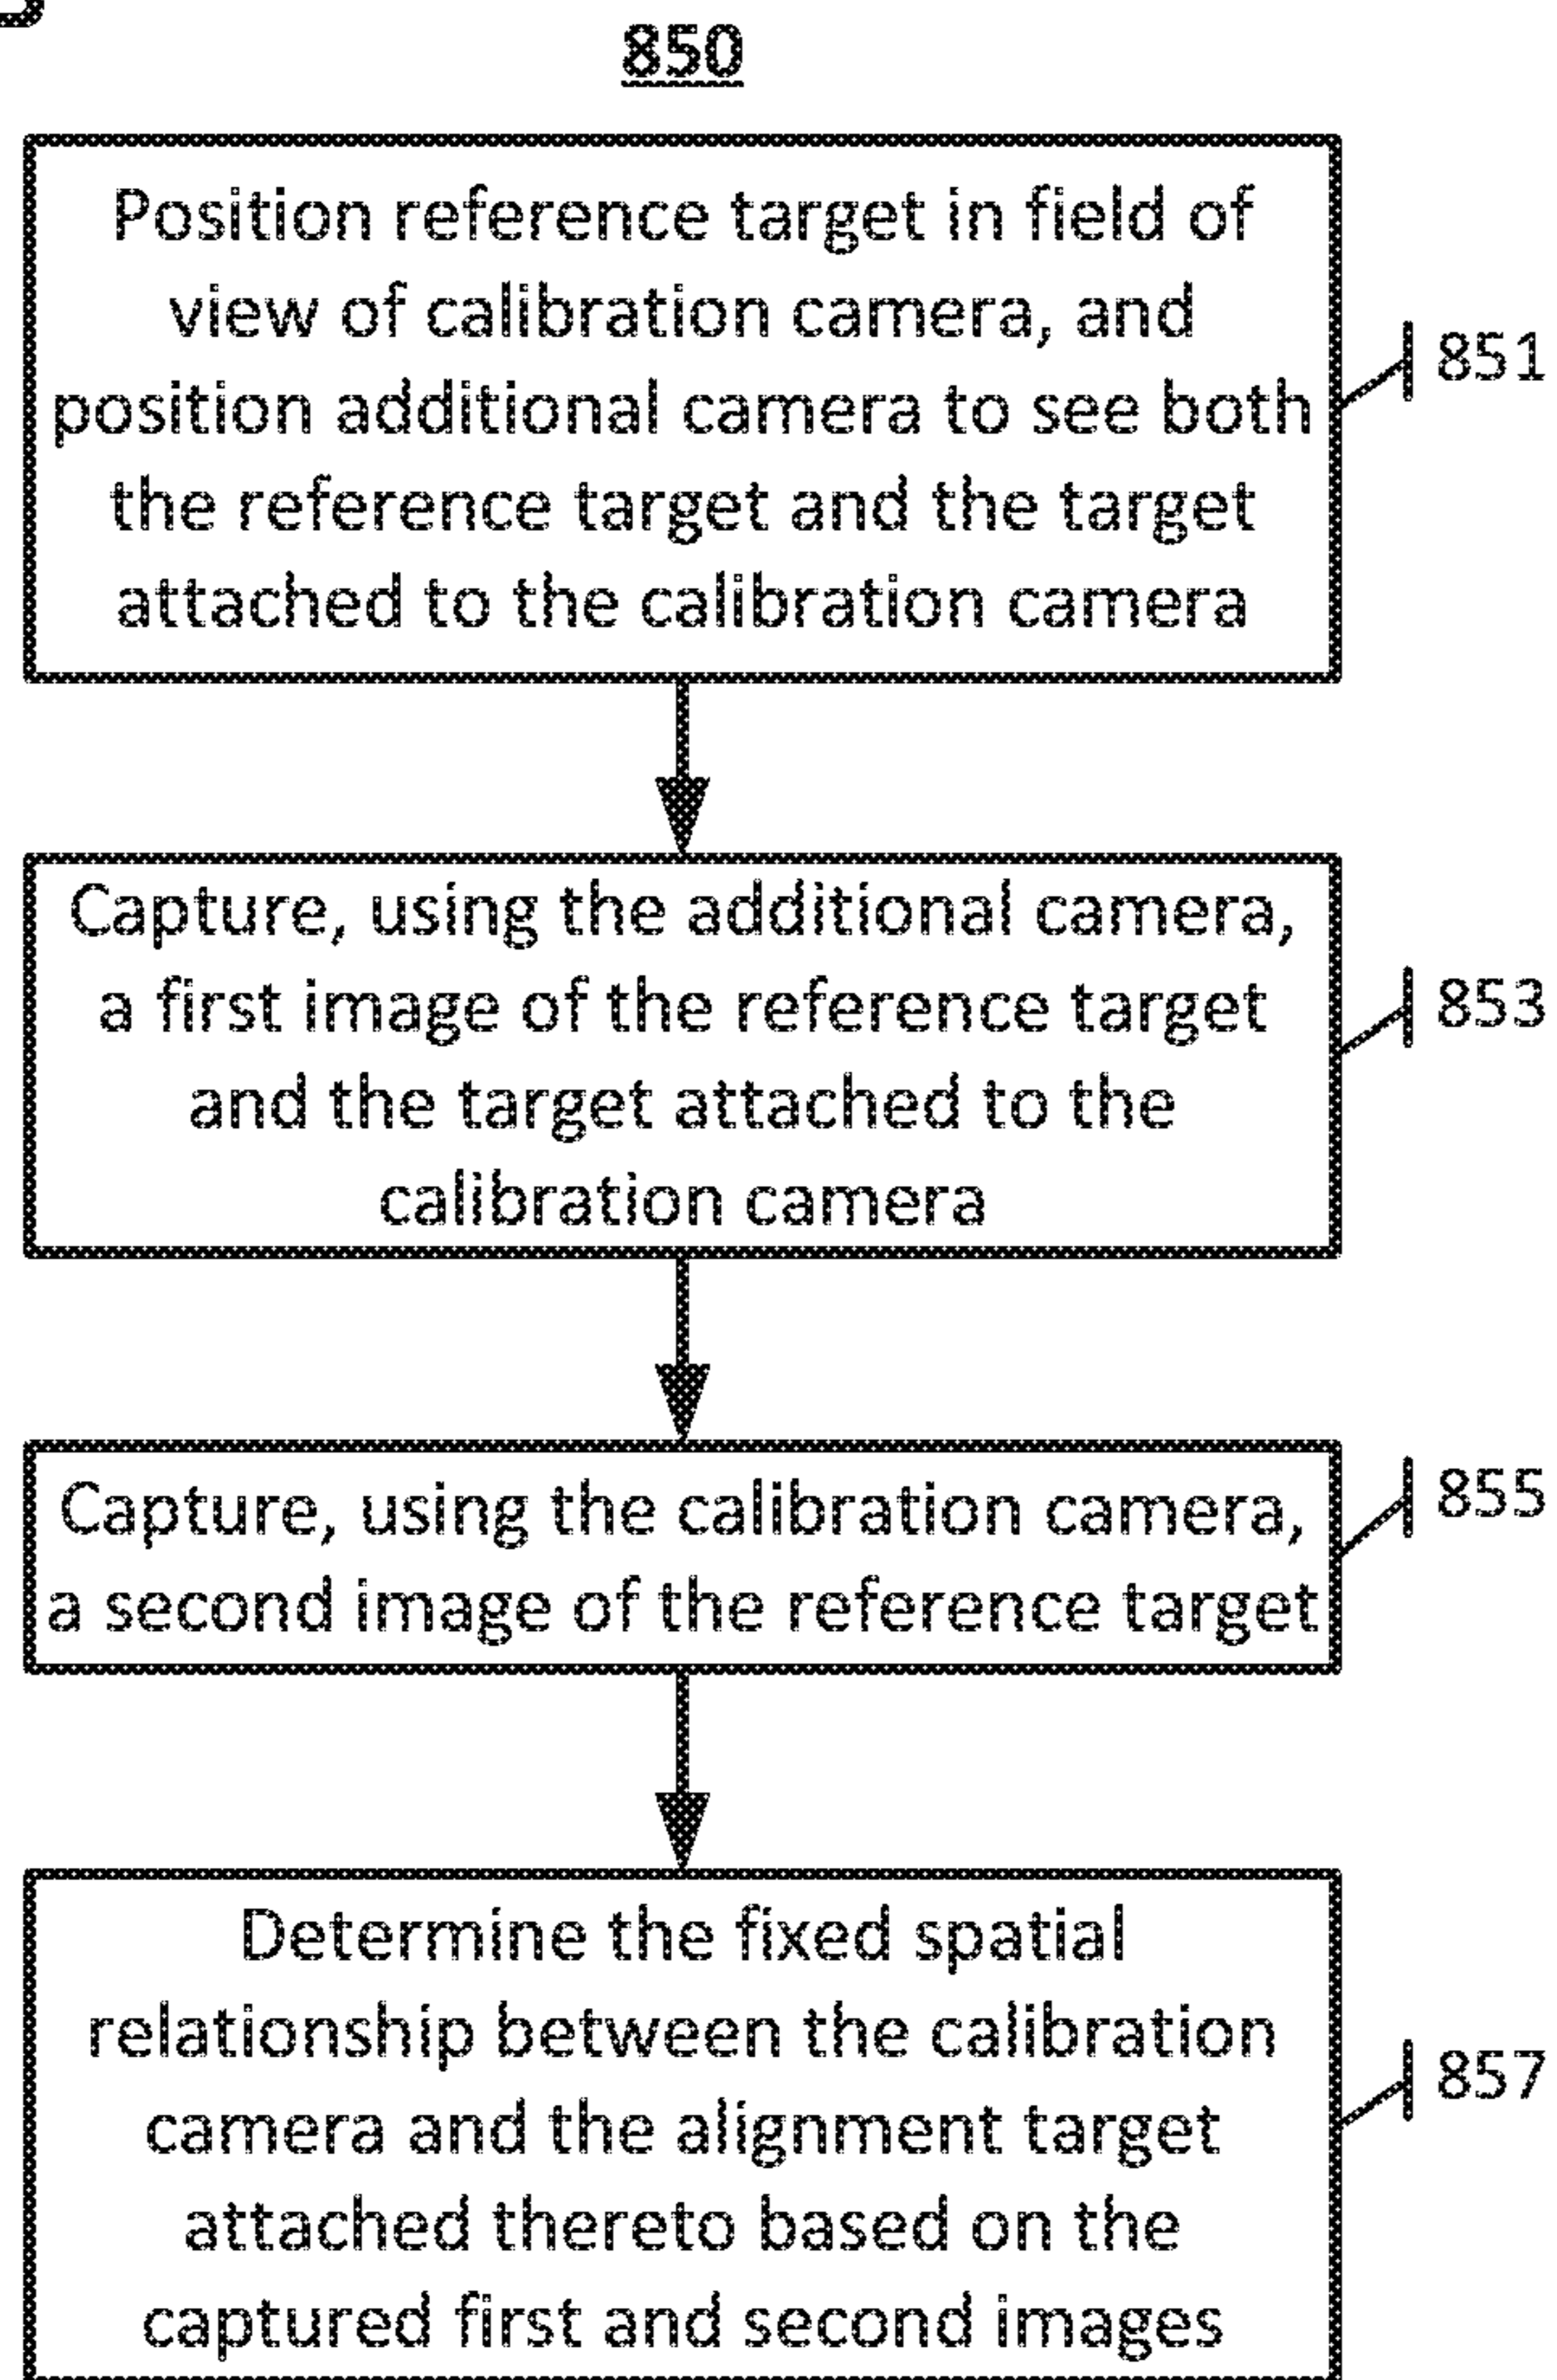 850
Position reference target in field of
view of calibration camera, and
position additional camera to see both
the reference target and the target
attached to the calibration camera
851
Capture, using the additional camera,
a first image of the reference target
and the target attached to the
calibration camera
853
Capture, using the calibration camera,
a second image of the reference target
855
Determine the fixed spatial
relationship between the calibration
camera and the alignment target
attached thereto based on the
captured first and second images
857